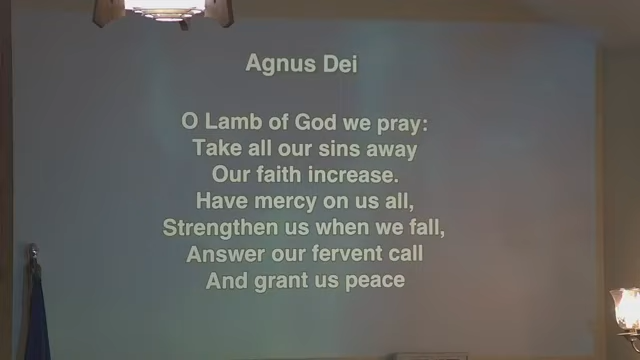 Agnus Dei
O Lamb of God we pray:
Take all our sins away
Our faith increase.
Have mercy on us all,
Strengthen us when we fall,
Answer our fervent call
And grant us peace